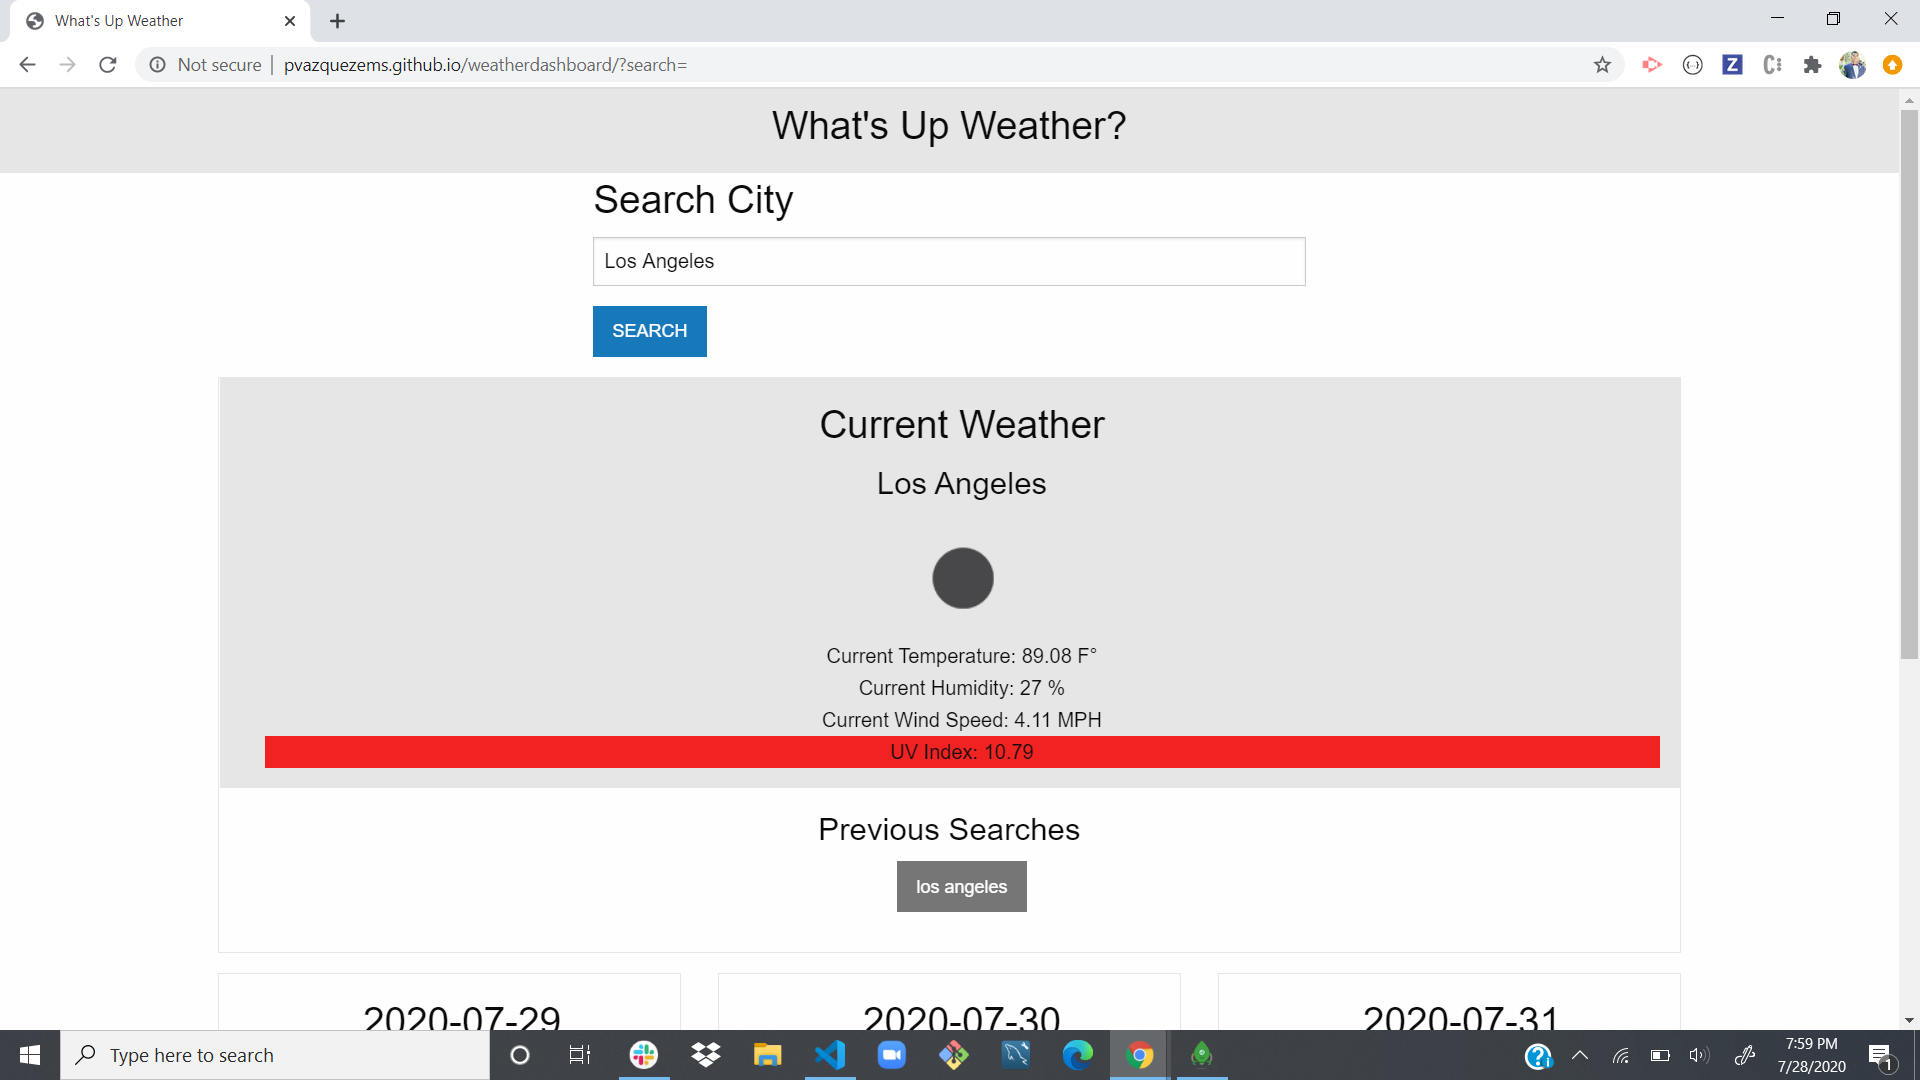 What's Up Weather
Not secure
pvazquezems.github.io/weatherdashboard/?search=
What's Up Weather?
Search City
Los Angeles
SEARCH
Current Weather
Los Angeles
Current Temperature: 89.08 F°
Current Humidity: 27 %
Current Wind Speed: 4.11 MPH
UV Index: 10.79
Previous Searches
los angeles
2020-07-29
2020-07-30
2020-07-31
Type here to search
7:59 PM
7/28/2020
1